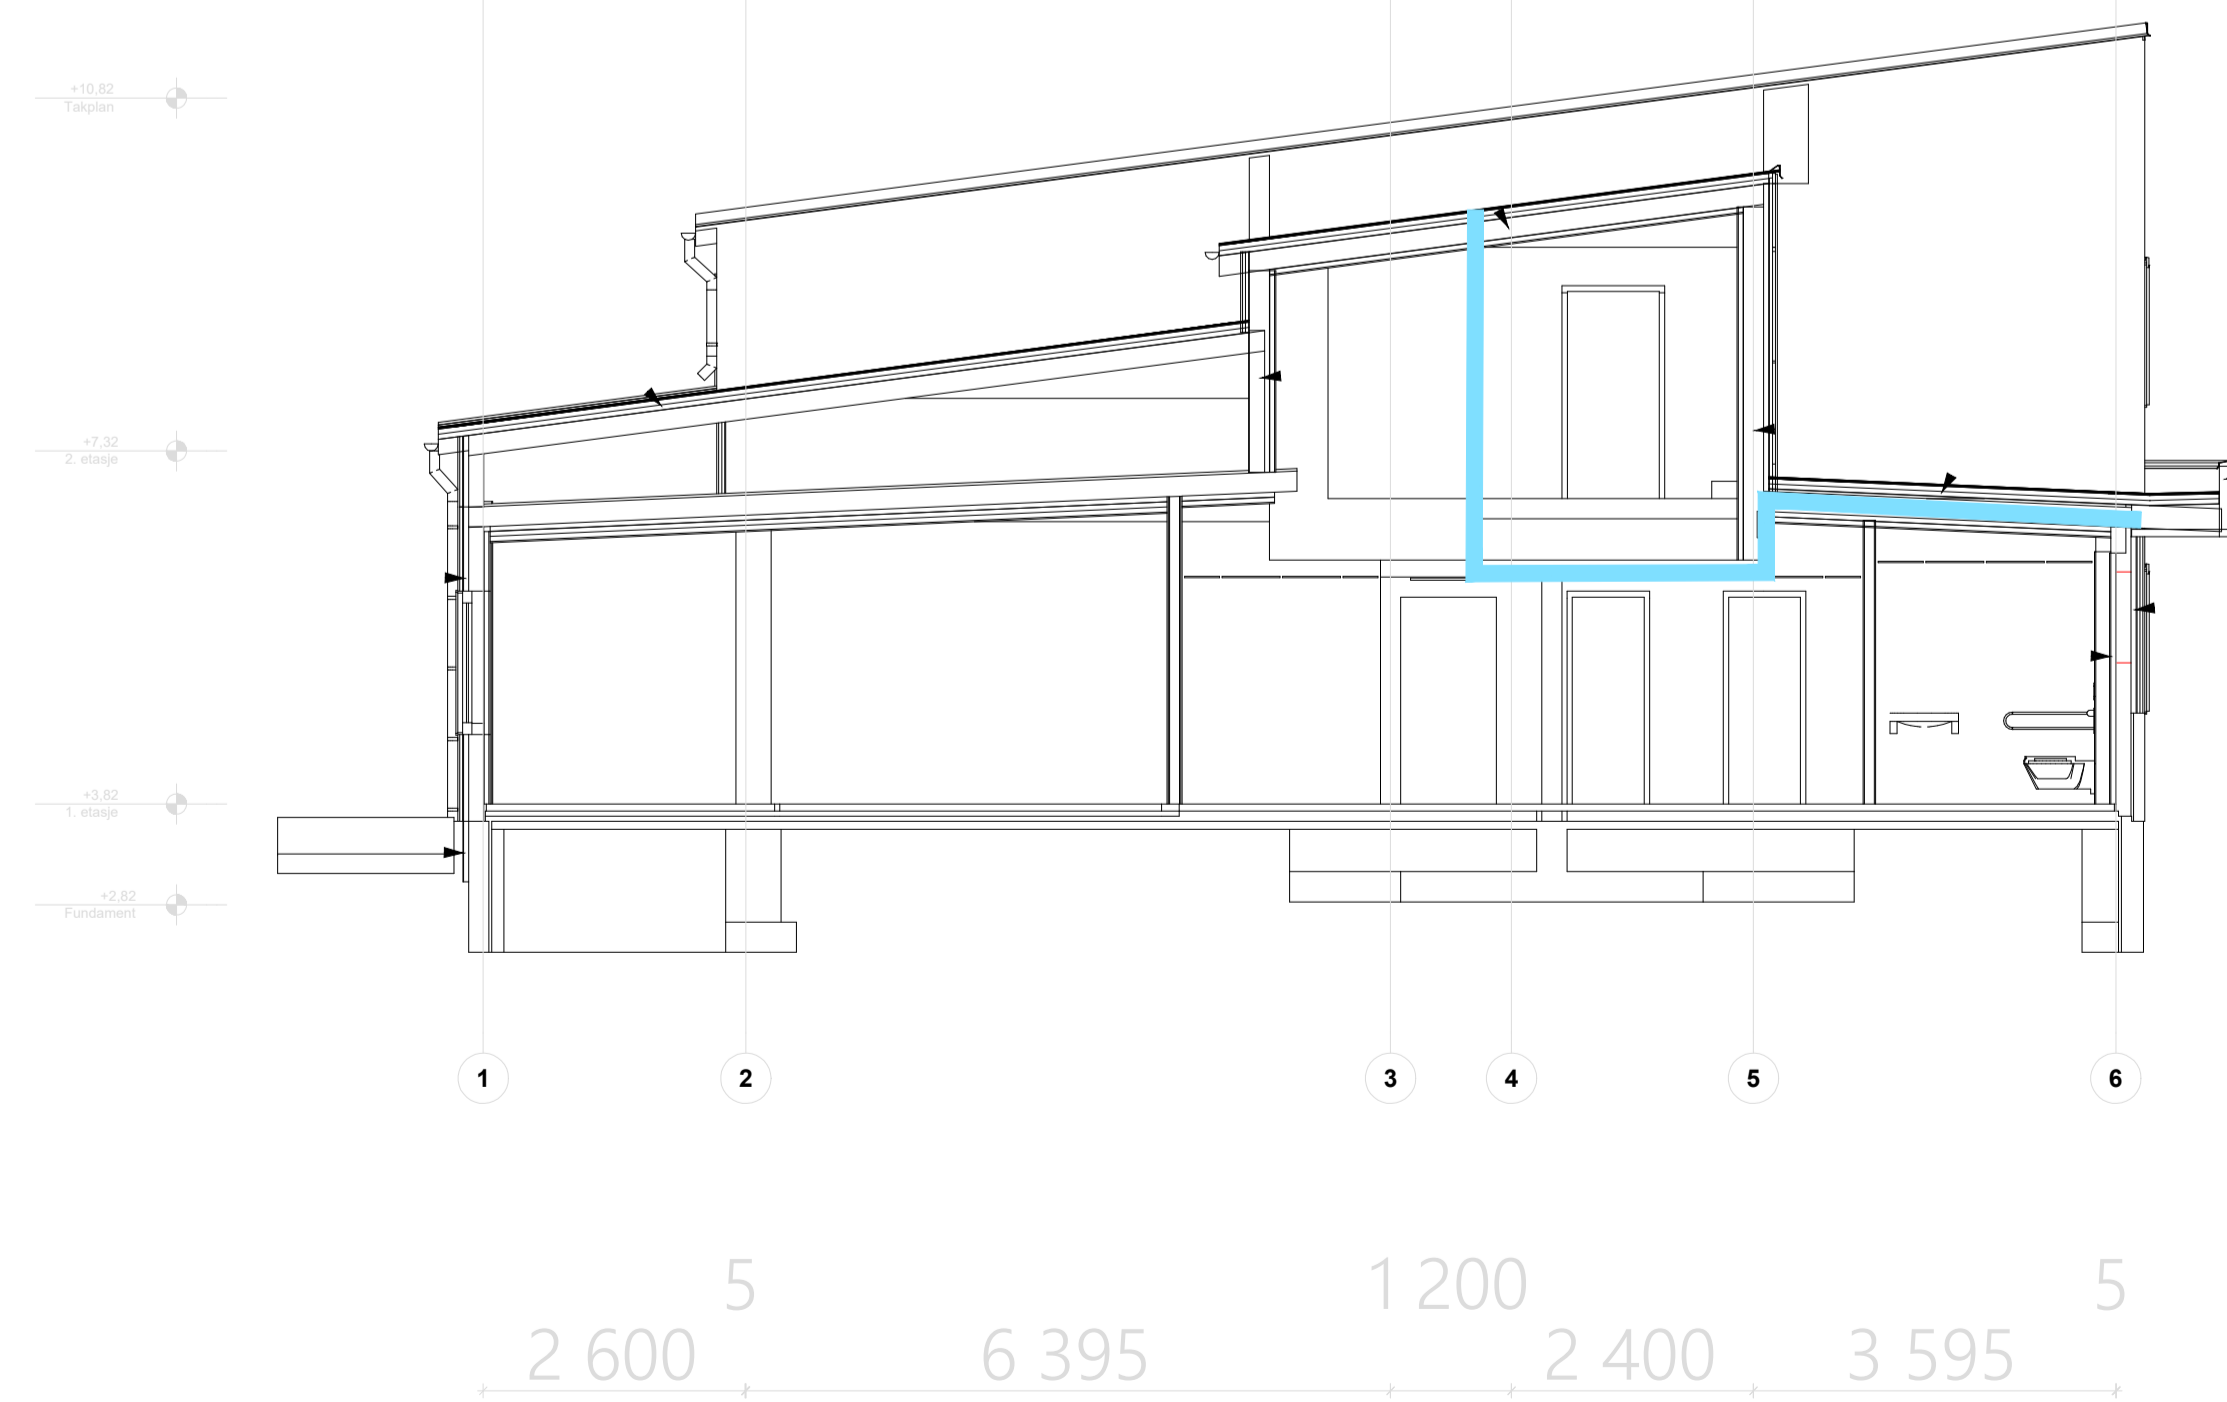 +10,82
Takplan
+7,32
2. etasje
+3,82
1. etasje
+2,82
Fundament
1 2 3 4 5 6
5 1 200 5
2 600 6 395 2 400 3 595